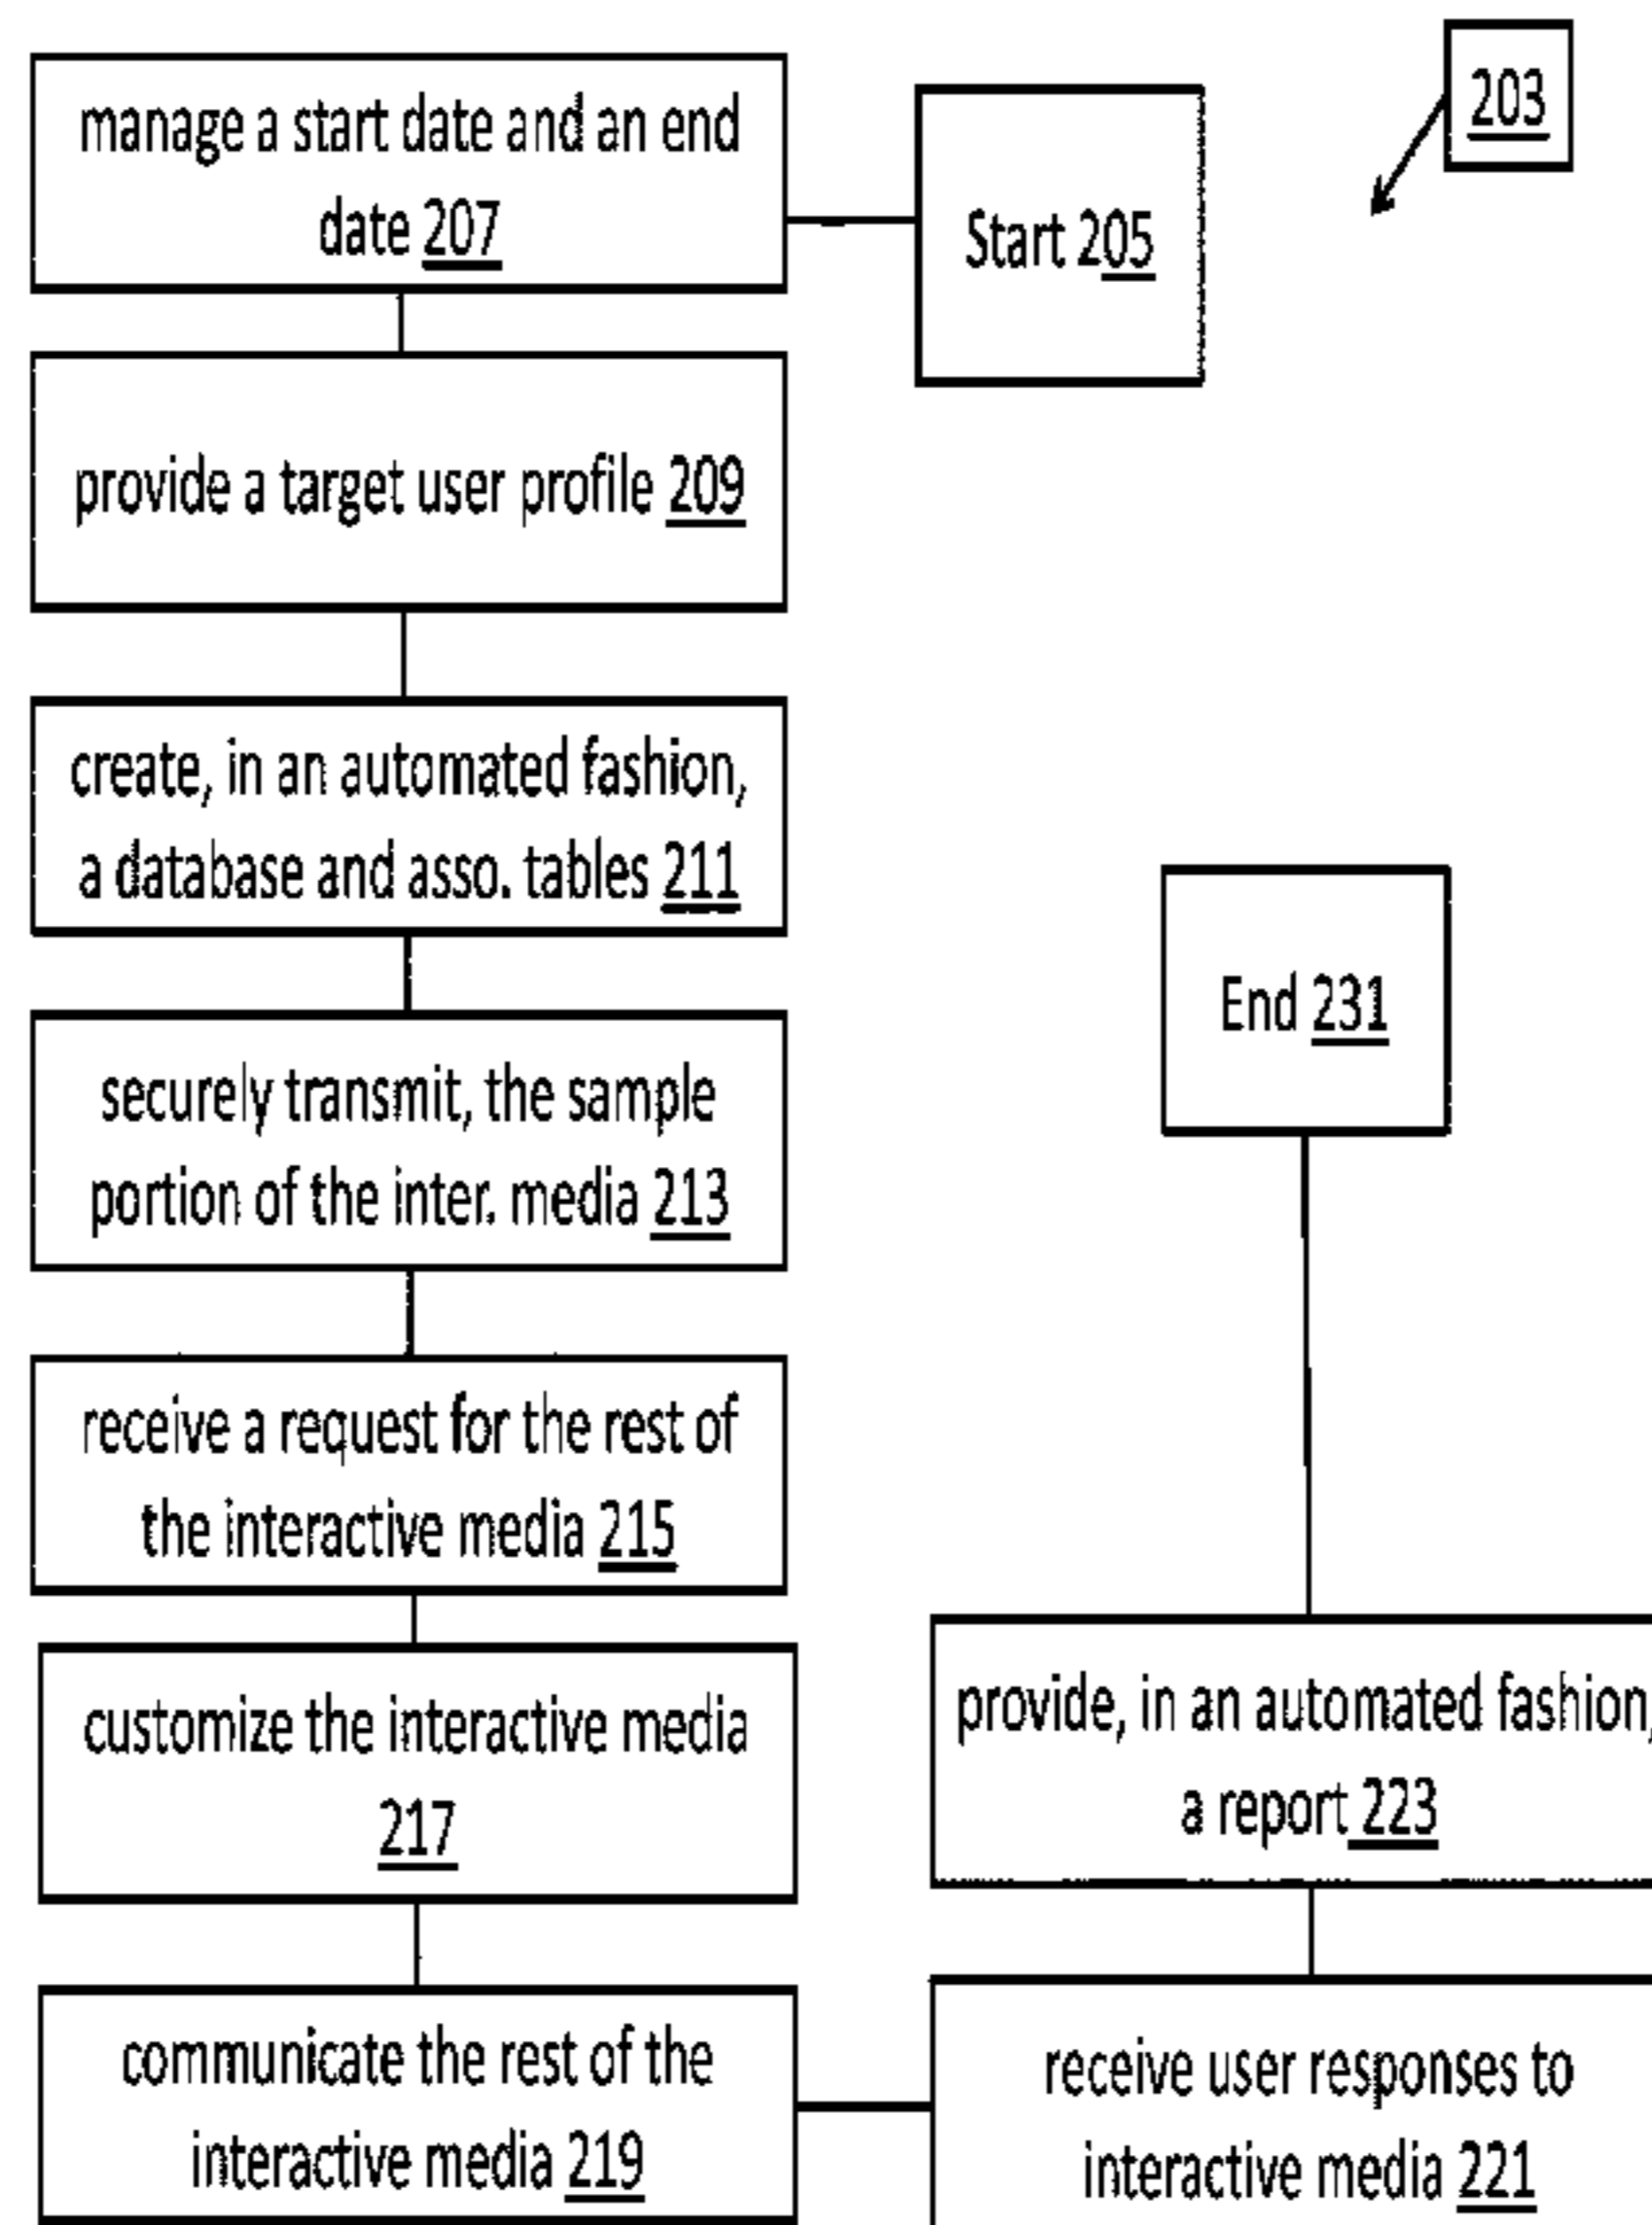 203
Start 205
manage a start date and an end
date 207
provide a target user profile 209
create, in an automated fashion,
a database and asso. tables 211
securely transmit, the sample
portion of the inter. media 213
receive a request for the rest of
the interactive media 215
customize the interactive media
217
communicate the rest of the
interactive media 219
receive user responses to
interactive media 221
provide, in an automated fashion,
a report 223
End 231